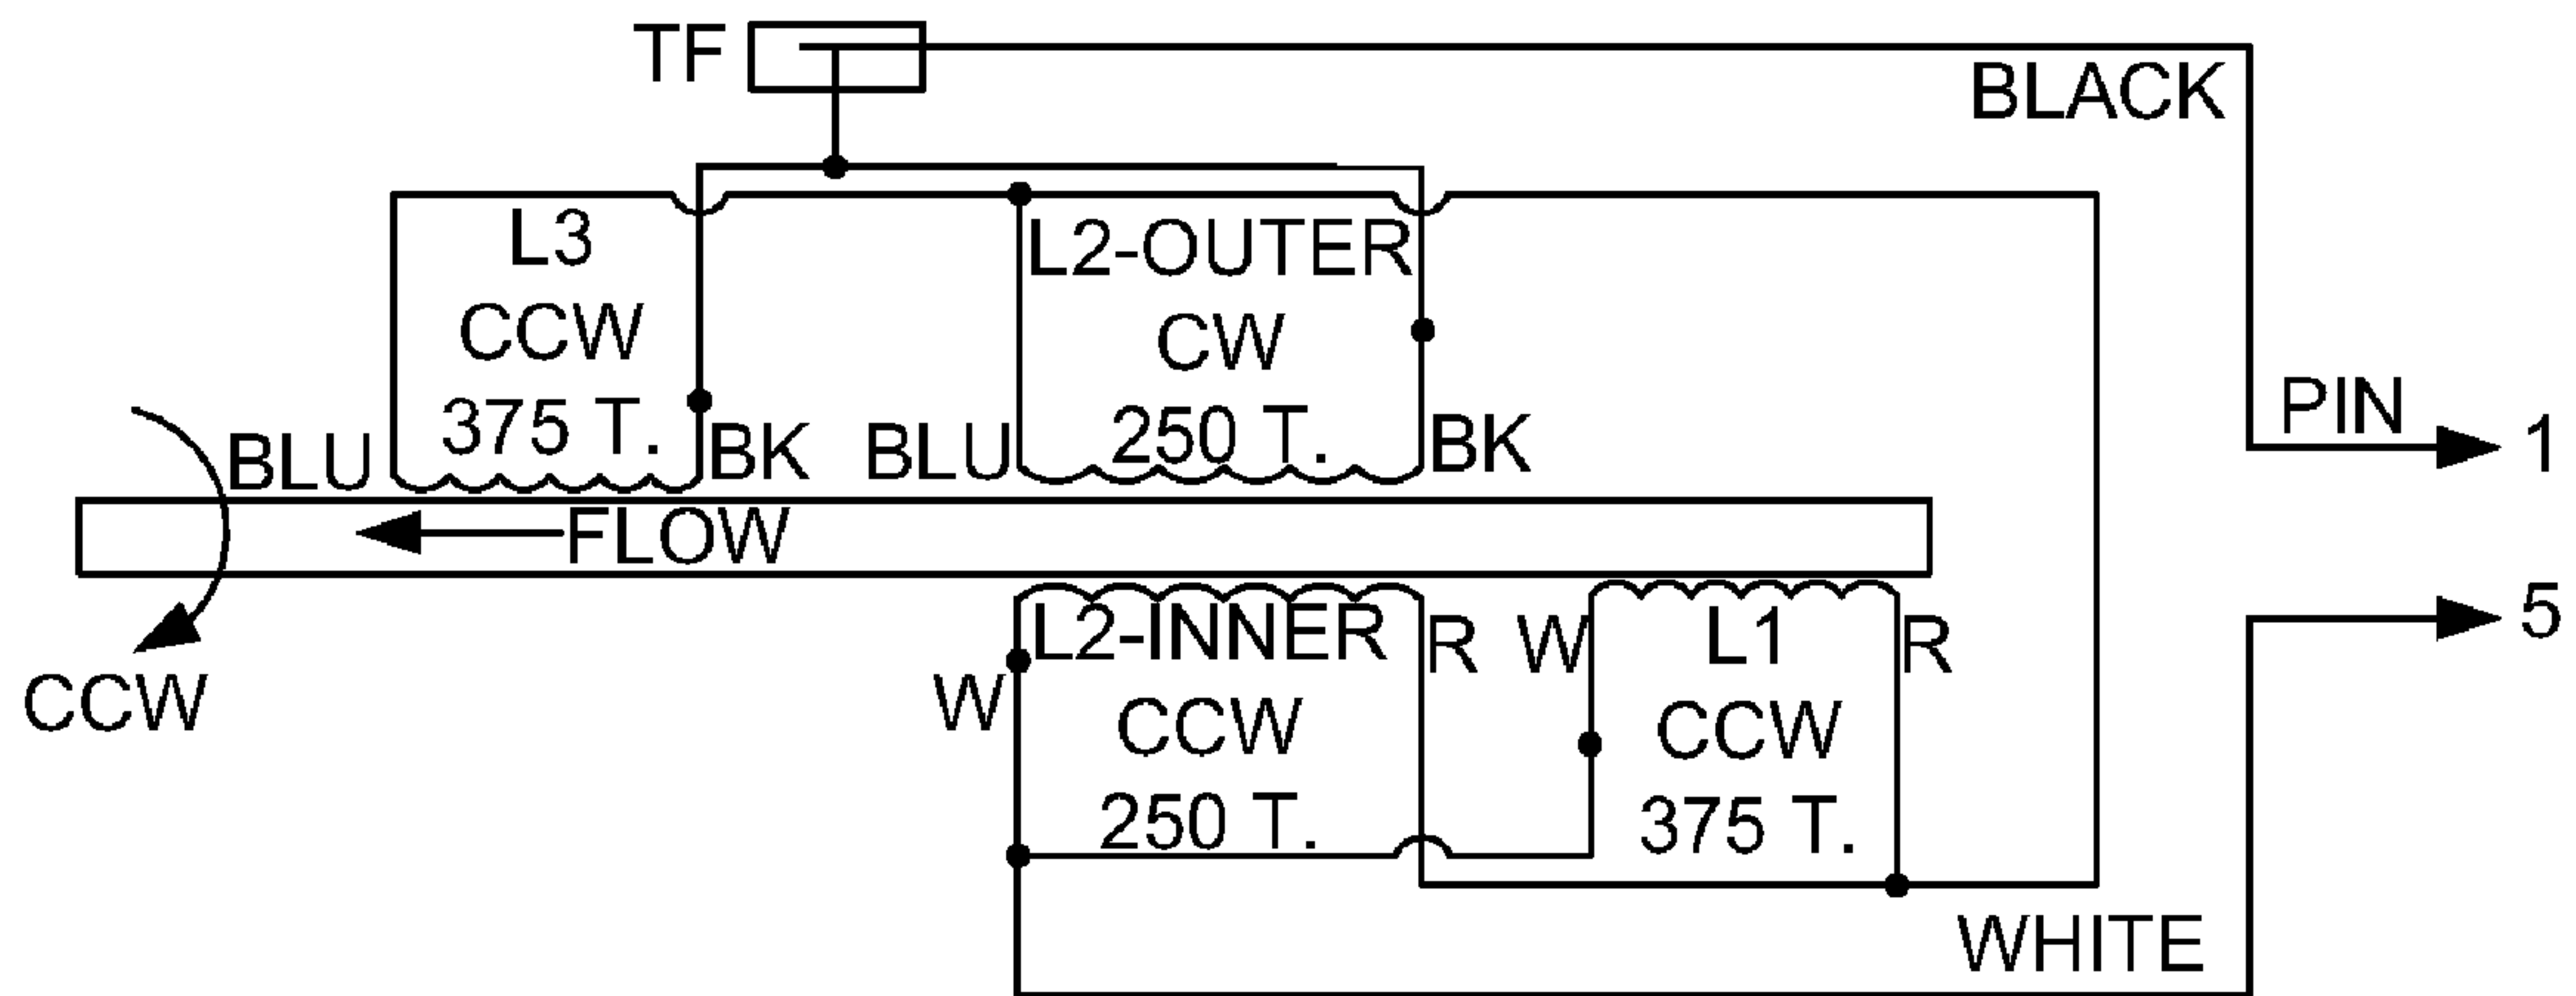 TF
BLACK
L3
CCW
375 T.
L2-OUTER
CW
250 T.
PIN
1
BLU
BK
BLU
BK
FLOW
5
CCW
W
L2-INNER
CCW
250 T.
R
W
L1
CCW
375 T.
R
WHITE